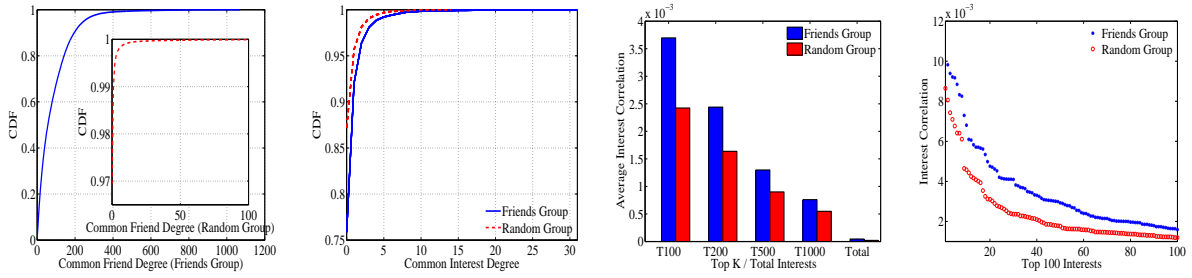 1
0.8
0.6
0.4
0.2
0
CDF
0 200 400 600 800 1000 1200
Common Friend Degree (Friends Group)
1
0.99
0.98
0.97
CDF
0 50 100
Common Friend Degree (Random Group)
1
0.95
0.9
0.85
0.8
0.75
CDF
0 5 10 15 20 25 30
Common Interest Degree
Friends Group
Random Group
4 x 10⁻³
3.5
3
2.5
2
1.5
1
0.5
0
Average Interest Correlation
T100 T200 T500 T1000 Total
Top K / Total Interests
Friends Group
Random Group
12 x 10⁻³
10
8
6
4
2
Interest Correlation
20 40 60 80 100
Top 100 Interests
Friends Group
Random Group